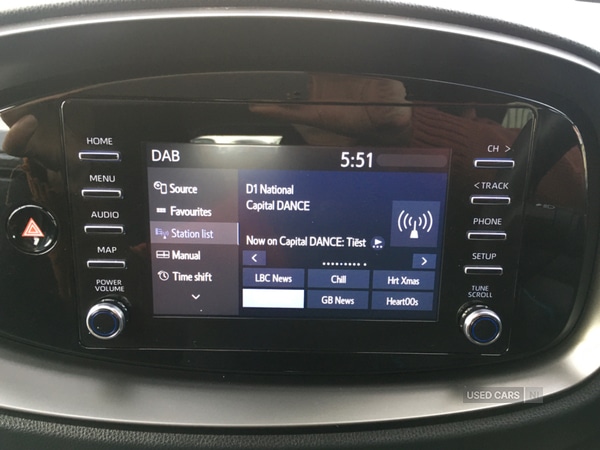 HOME
MENU
AUDIO
MAP
POWER
VOLUME
DAB
5:51
Source
Favourites
Station list
Manual
Time shift
D1 National
Capital DANCE
Now on Capital DANCE: Tiëst
< >
LBC News Chill Hrt Xmas
GB News Heart00s
CH >
< TRACK
PHONE
SETUP
TUNE
SCROLL
USED CARS NI